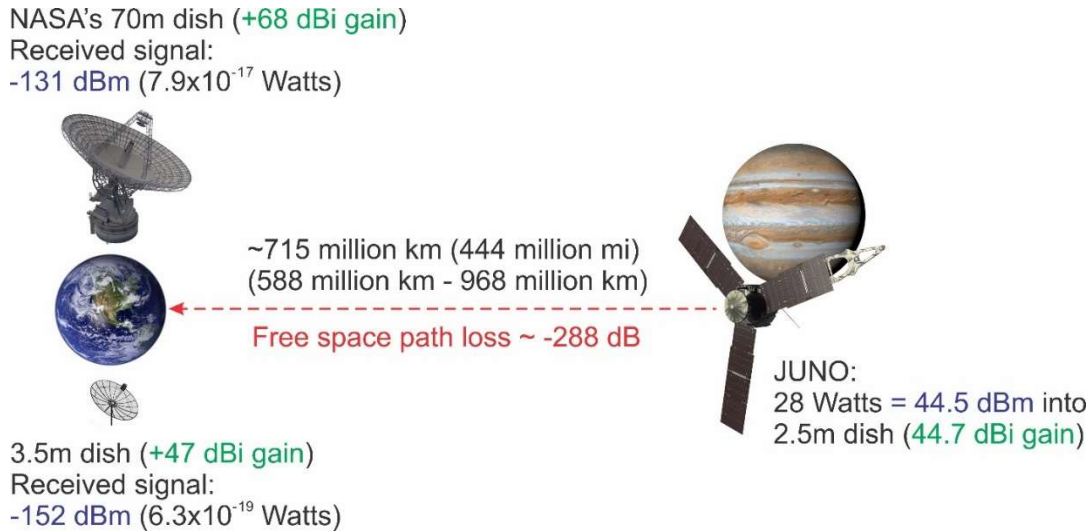 NASA's 70m dish (+68 dBi gain)
Received signal:
-131 dBm (7.9x10⁻¹⁷ Watts)
~715 million km (444 million mi)
(588 million km - 968 million km)
Free space path loss ~ -288 dB
JUNO:
28 Watts = 44.5 dBm into
2.5m dish (44.7 dBi gain)
3.5m dish (+47 dBi gain)
Received signal:
-152 dBm (6.3x10⁻¹⁹ Watts)